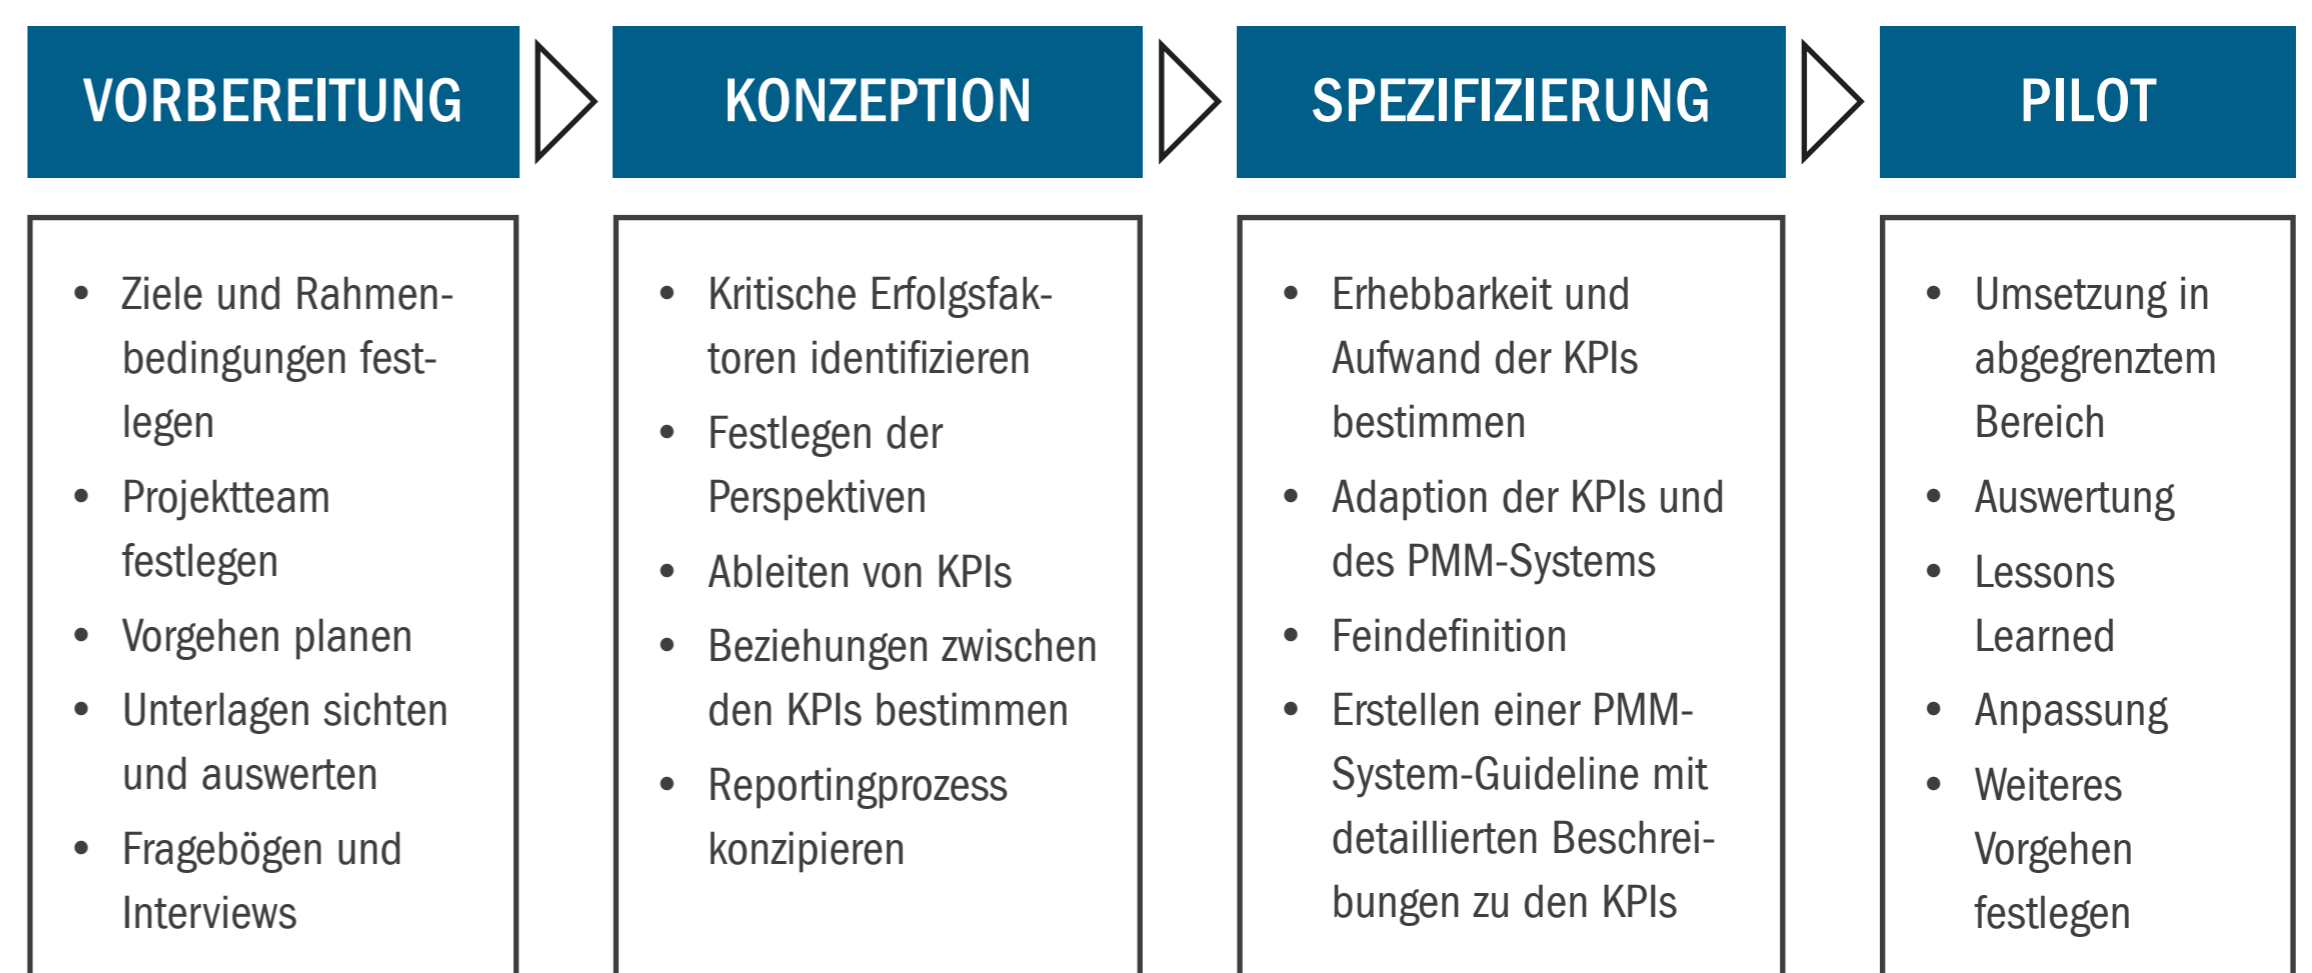 VORBEREITUNG
• Ziele und Rahmen-
bedingungen fest-
legen
• Projektteam
festlegen
• Vorgehen planen
• Unterlagen sichten
und auswerten
• Fragebögen und
Interviews
KONZEPTION
• Kritische Erfolgsfak-
toren identifizieren
• Festlegen der
Perspektiven
• Ableiten von KPIs
• Beziehungen zwischen
den KPIs bestimmen
• Reportingprozess
konzipieren
SPEZIFIZIERUNG
• Erhebbarkeit und
Aufwand der KPIs
bestimmen
• Adaption der KPIs und
des PMM-Systems
• Feindefinition
• Erstellen einer PMM-
System-Guideline mit
detaillierten Beschrei-
bungen zu den KPIs
PILOT
• Umsetzung in
abgegrenztem
Bereich
• Auswertung
• Lessons
Learned
• Anpassung
• Weiteres
Vorgehen
festlegen